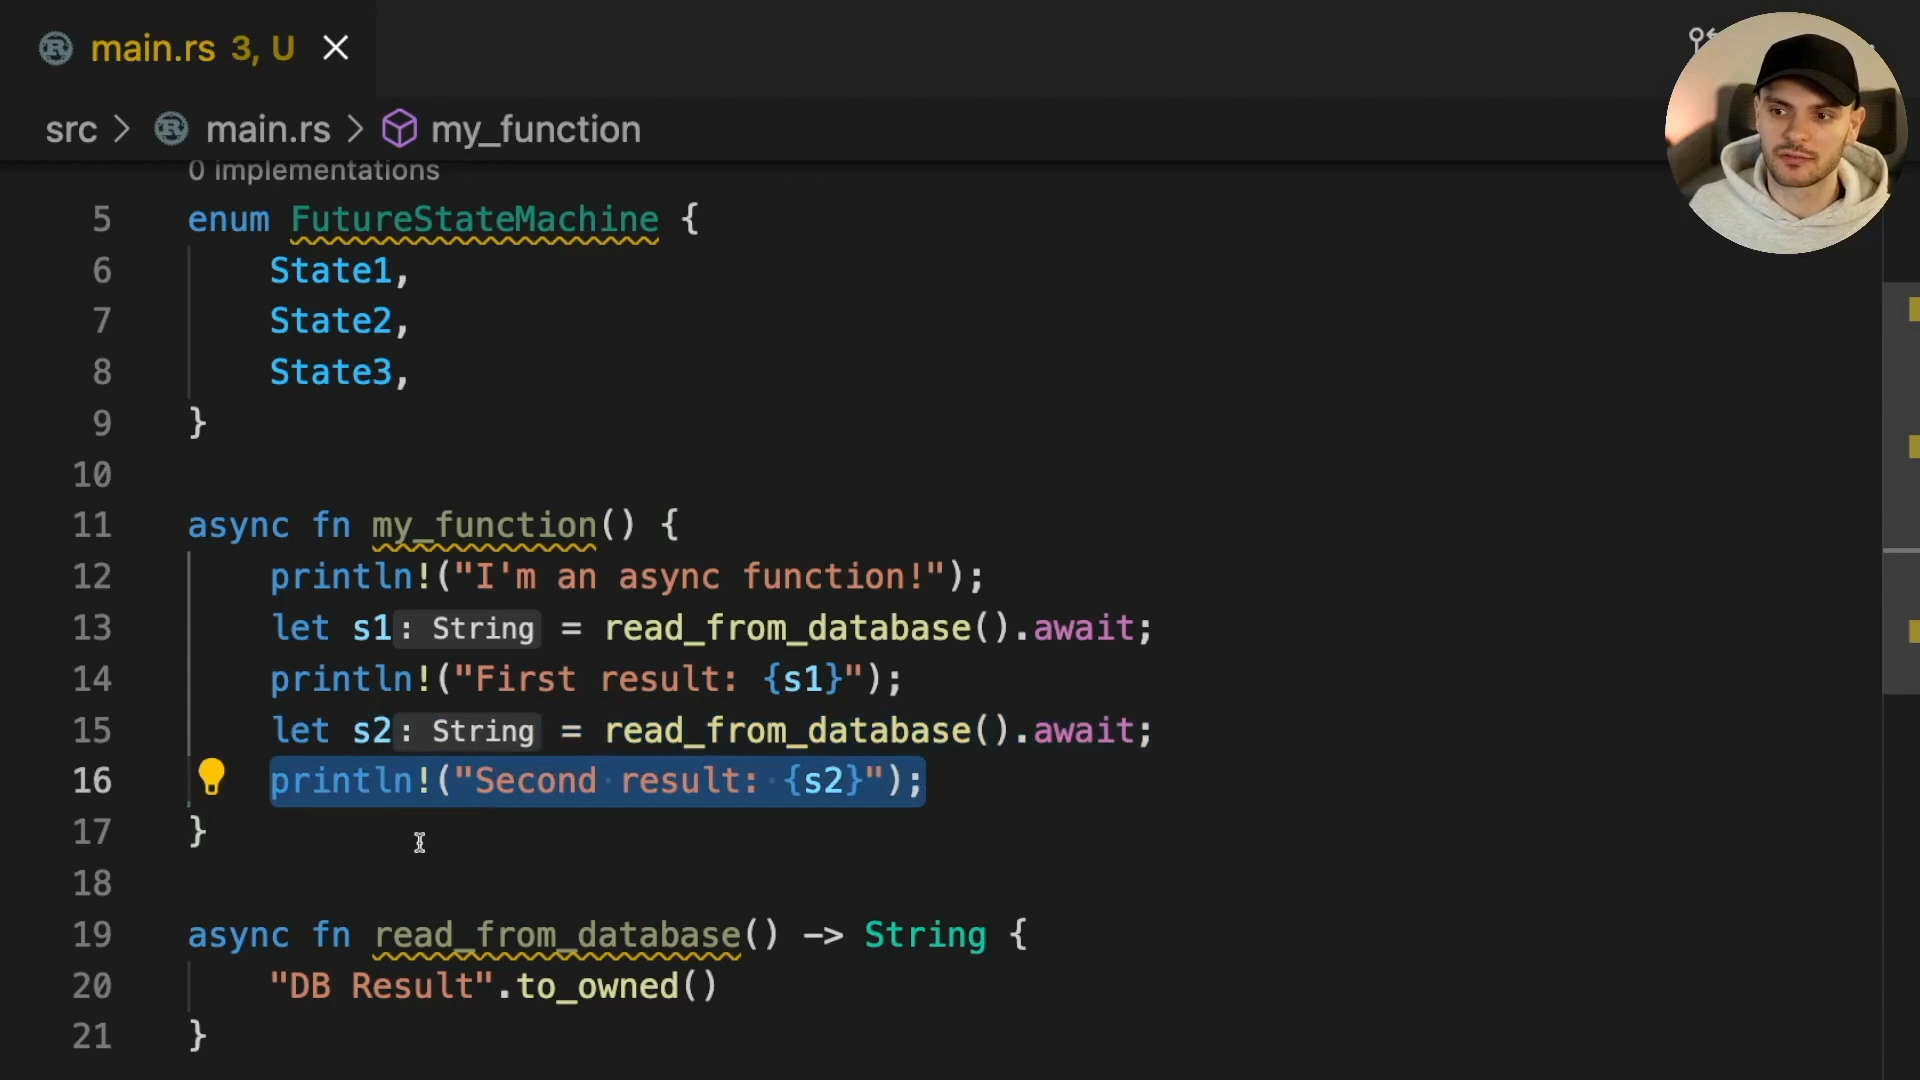 main.rs 3, U
src > main.rs > my_function
0 implementations
5 enum FutureStateMachine {
6 State1,
7 State2,
8 State3,
9 }
10
11 async fn my_function() {
12 println!("I'm an async function!");
13 let s1: String = read_from_database().await;
14 println!("First result: {s1}");
15 let s2: String = read_from_database().await;
16 println!("Second result: {s2}");
17 }
18
19 async fn read_from_database() -> String {
20 "DB Result".to_owned()
21 }